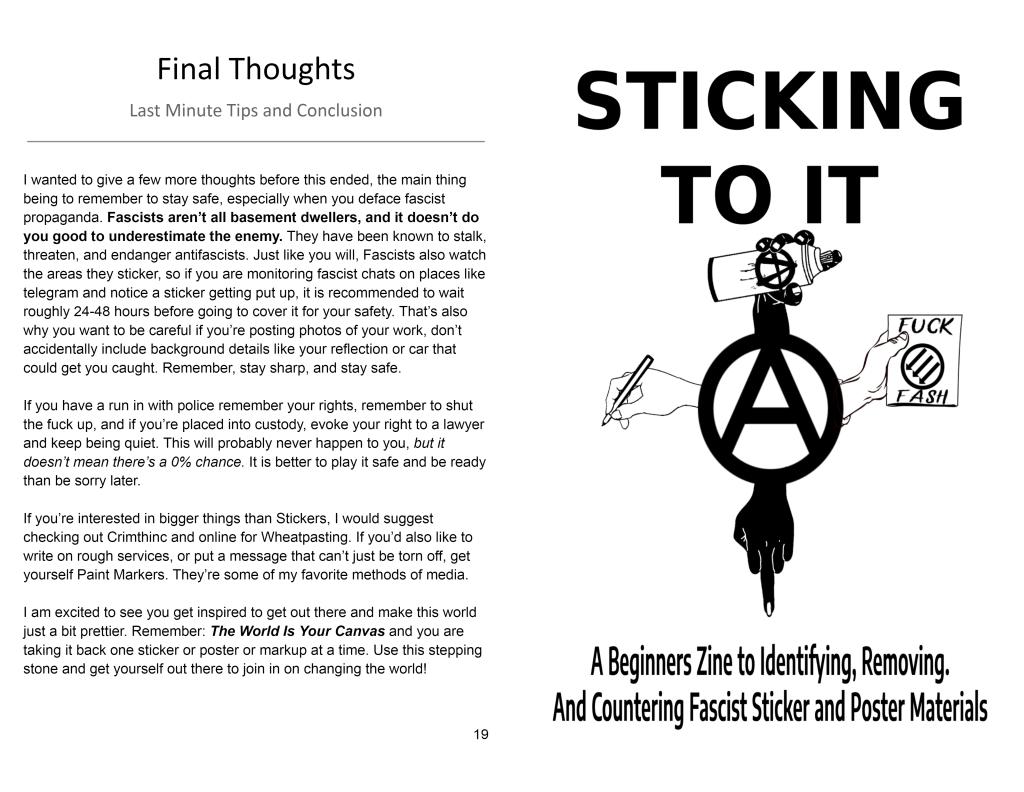 Final Thoughts
Last Minute Tips and Conclusion
I wanted to give a few more thoughts before this ended, the main thing
being to remember to stay safe, especially when you deface fascist
propaganda. Fascists aren’t all basement dwellers, and it doesn’t do
you good to underestimate the enemy. They have been known to stalk,
threaten, and endanger antifascists. Just like you will, Fascists also watch
the areas they sticker, so if you are monitoring fascist chats on places like
telegram and notice a sticker getting put up, it is recommended to wait
roughly 24-48 hours before going to cover it for your safety. That’s also
why you want to be careful if you’re posting photos of your work, don’t
accidentally include background details like your reflection or car that
could get you caught. Remember, stay sharp, and stay safe.
If you have a run in with police remember your rights, remember to shut
the fuck up, and if you’re placed into custody, evoke your right to a lawyer
and keep being quiet. This will probably never happen to you, but it
doesn’t mean there’s a 0% chance. It is better to play it safe and be ready
than be sorry later.
If you’re interested in bigger things than Stickers, I would suggest
checking out Crimthinc and online for Wheatpasting. If you’d also like to
write on rough services, or put a message that can’t just be torn off, get
yourself Paint Markers. They’re some of my favorite methods of media.
I am excited to see you get inspired to get out there and make this world
just a bit prettier. Remember: The World Is Your Canvas and you are
taking it back one sticker or poster or markup at a time. Use this stepping
stone and get yourself out there to join in on changing the world!
19
STICKING
TO IT
FUCK
FASH
A Beginners Zine to Identifying, Removing.
And Countering Fascist Sticker and Poster Materials